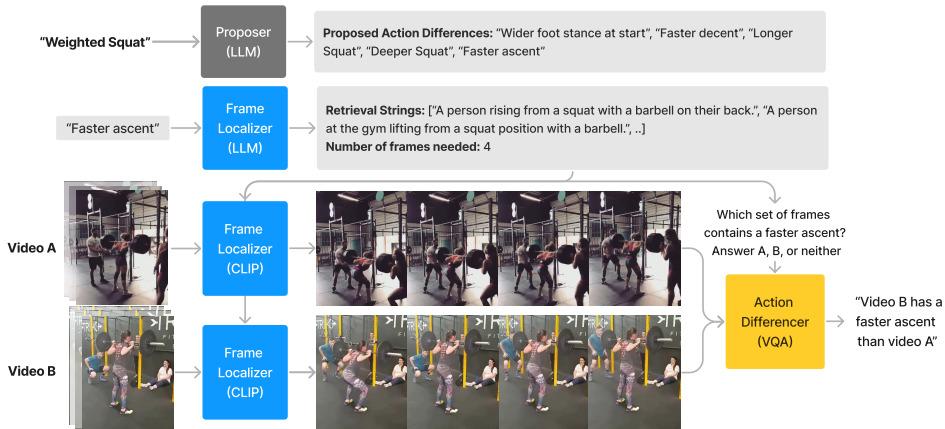 "Weighted Squat"
Proposer
(LLM)
Proposed Action Differences: "Wider foot stance at start", "Faster decent", "Longer
Squat", "Deeper Squat", "Faster ascent"
"Faster ascent"
Frame
Localizer
(LLM)
Retrieval Strings: ["A person rising from a squat with a barbell on their back.", "A person
at the gym lifting from a squat position with a barbell.", ..]
Number of frames needed: 4
Video A
Frame
Localizer
(CLIP)
Which set of frames
contains a faster ascent?
Answer A, B, or neither
Video B
Frame
Localizer
(CLIP)
Action
Differencer
(VQA)
"Video B has a
faster ascent
than video A"